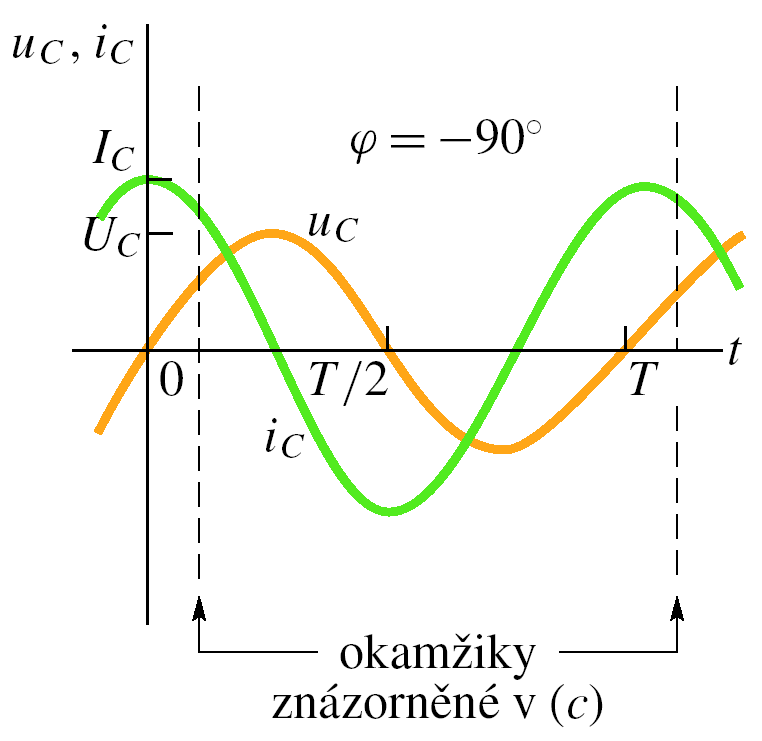 u_C, i_C
I_C
φ = −90°
U_C
u_C
0
T/2
T
t
i_C
okamžiky
znázorněné v (c)